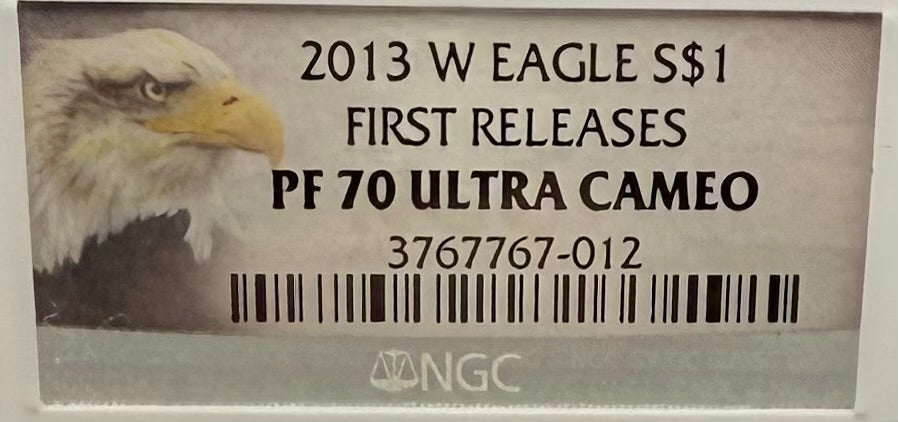 2013 W EAGLE S$1
FIRST RELEASES
PF 70 ULTRA CAMEO
3767767-012
NGC